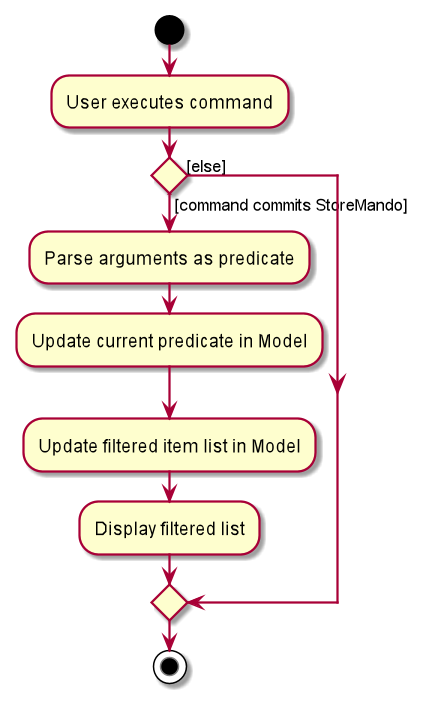 User executes command
[else]
[command commits StoreMando]
Parse arguments as predicate
Update current predicate in Model
Update filtered item list in Model
Display filtered list